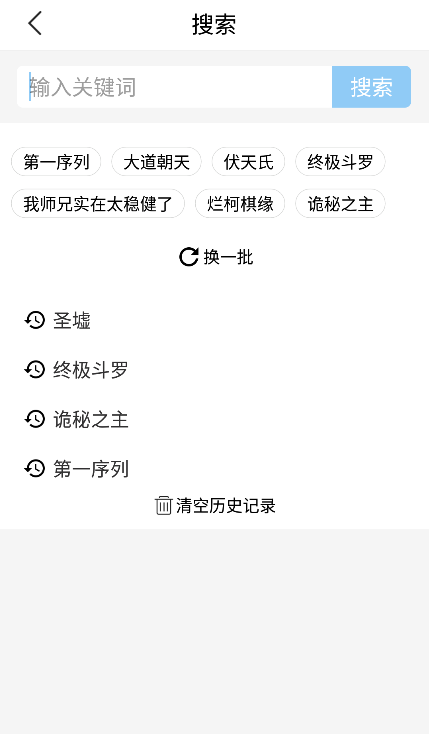 搜索
输入关键词 搜索
第一序列 大道朝天 伏天氏 终极斗罗
我师兄实在太稳健了 烂柯棋缘 诡秘之主
换一批
圣墟
终极斗罗
诡秘之主
第一序列
清空历史记录